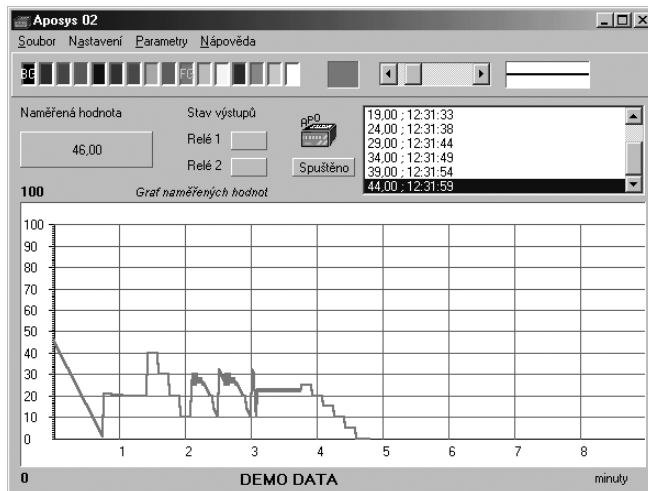 Aposys 02
Soubor Nastavení Parametry Nápověda
BG FG
Naměřená hodnota
46,00
Stav výstupů
Relé 1
Relé 2
APO
Spuštěno
19,00 ; 12:31:33
24,00 ; 12:31:38
29,00 ; 12:31:44
34,00 ; 12:31:49
39,00 ; 12:31:54
44,00 ; 12:31:59
100 Graf naměřených hodnot
100
90
80
70
60
50
40
30
20
10
0
1 2 3 4 5 6 7 8
0 DEMO DATA minuty